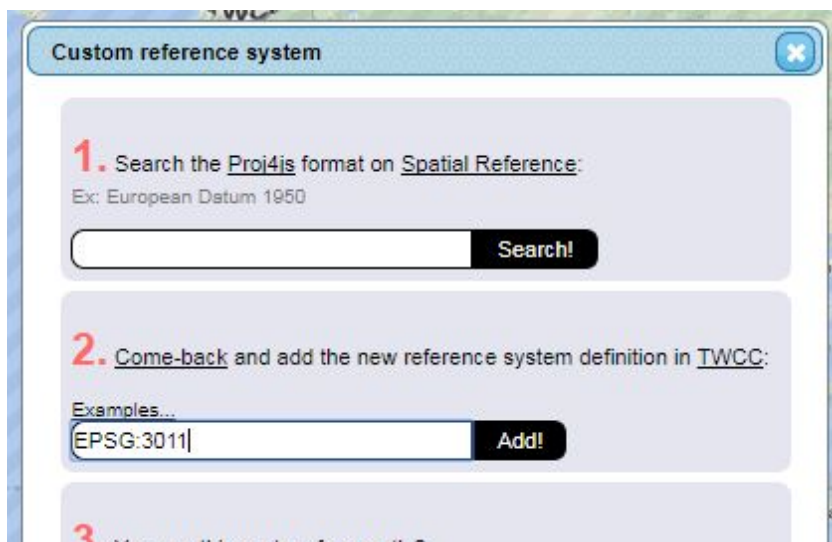 Custom reference system
1. Search the Proj4js format on Spatial Reference:
Ex: European Datum 1950
Search!
2. Come-back and add the new reference system definition in TWCC:
Examples...
EPSG:3011
Add!
3.